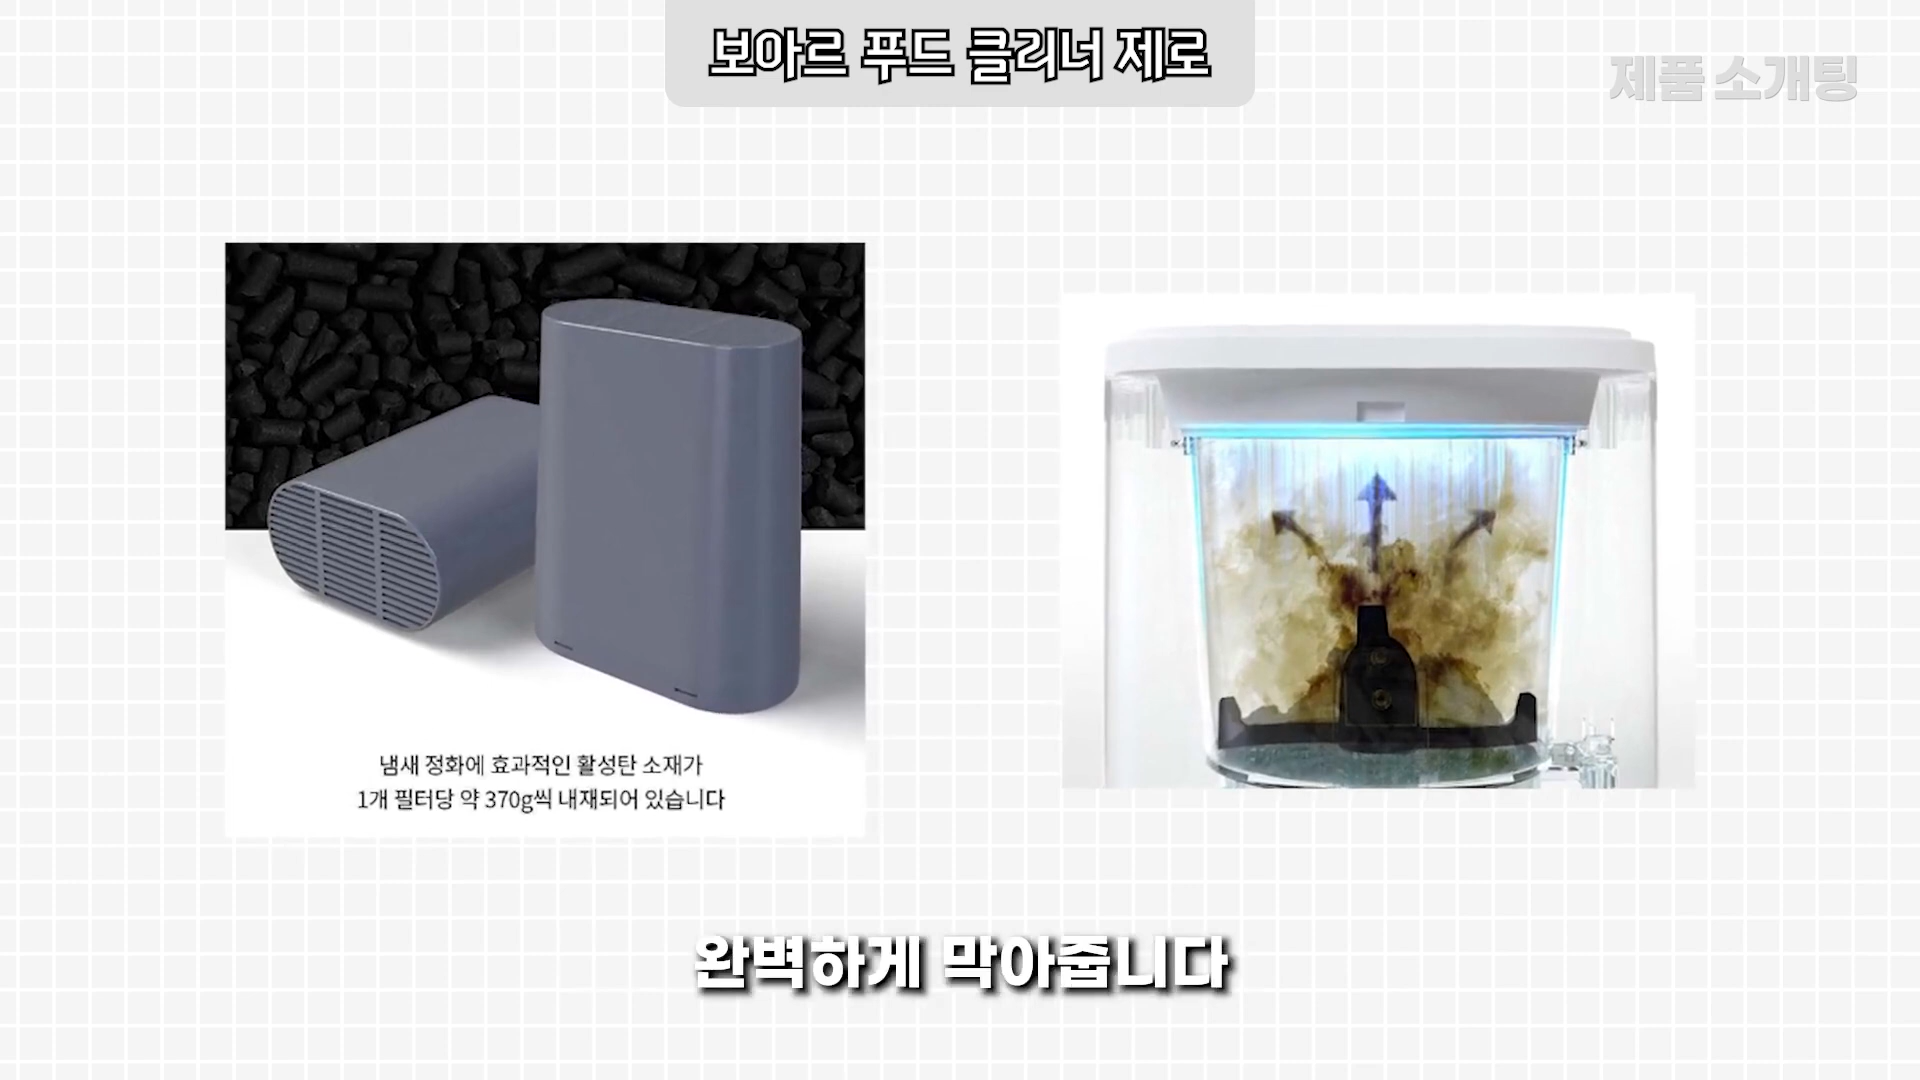 보아르 푸드 클리너 제로
제품 소개팅
냄새 정화에 효과적인 활성탄 소재가
1개 필터당 약 370g씩 내재되어 있습니다
완벽하게 막아줍니다